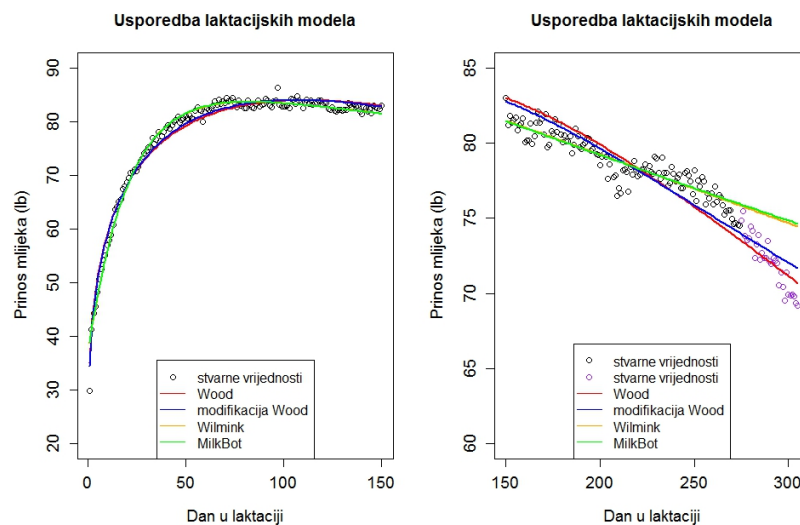 Usporedba laktacijskih modela
Prinos mlijeka (lb)
90
80
70
60
50
40
30
20
stvarne vrijednosti
Wood
modifikacija Wood
Wilmink
MilkBot
0
50
100
150
Dan u laktaciji
Usporedba laktacijskih modela
Prinos mlijeka (lb)
85
80
75
70
65
60
stvarne vrijednosti
stvarne vrijednosti
Wood
modifikacija Wood
Wilmink
MilkBot
150
200
250
300
Dan u laktaciji